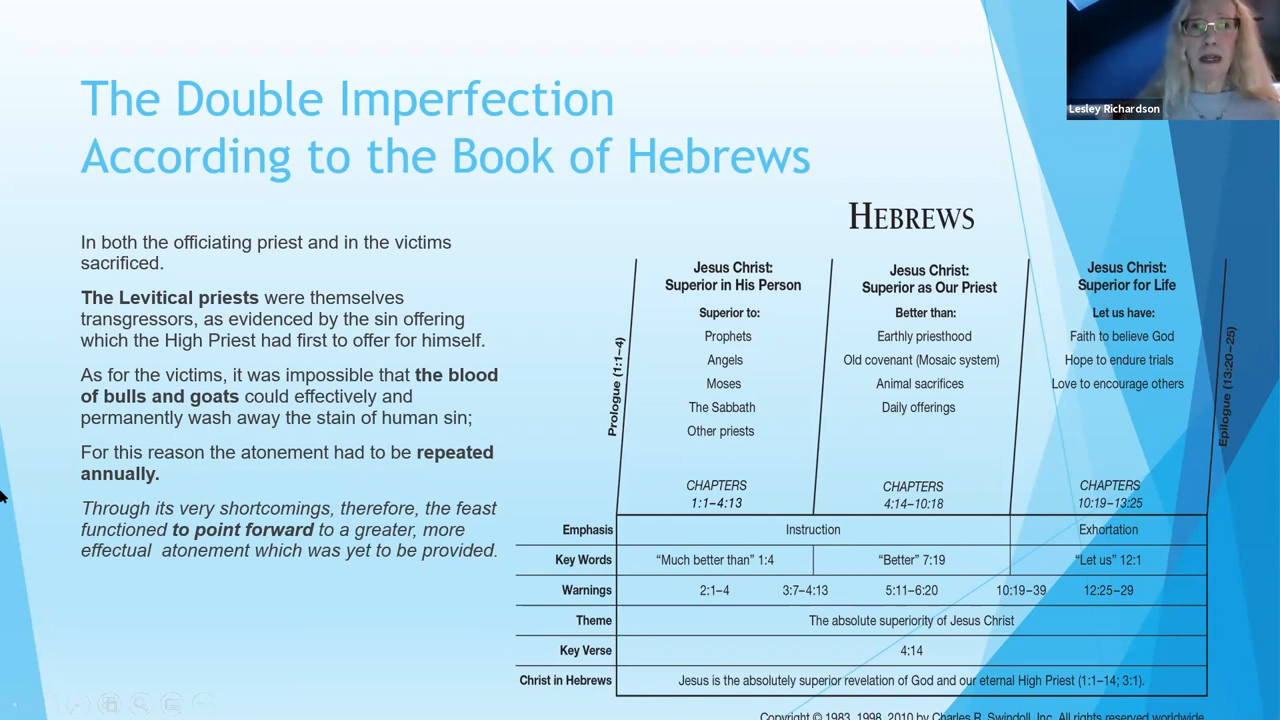 The Double Imperfection
According to the Book of Hebrews
Lesley Richardson
In both the officiating priest and in the victims
sacrificed.
The Levitical priests were themselves
transgressors, as evidenced by the sin offering
which the High Priest had first to offer for himself.
As for the victims, it was impossible that the blood
of bulls and goats could effectively and
permanently wash away the stain of human sin;
For this reason the atonement had to be repeated
annually.
Through its very shortcomings, therefore, the feast
functioned to point forward to a greater, more
effectual atonement which was yet to be provided.
HEBREWS
Prologue (1:1–4)
Jesus Christ:
Superior in His Person
Superior to:
Prophets
Angels
Moses
The Sabbath
Other priests
CHAPTERS
1:1–4:13
Jesus Christ:
Superior as Our Priest
Better than:
Earthly priesthood
Old covenant (Mosaic system)
Animal sacrifices
Daily offerings
CHAPTERS
4:14–10:18
Jesus Christ:
Superior for Life
Let us have:
Faith to believe God
Hope to endure trials
Love to encourage others
CHAPTERS
10:19–13:25
Epilogue (13:20–25)
Emphasis Instruction Exhortation
Key Words “Much better than” 1:4 “Better” 7:19 “Let us” 12:1
Warnings 2:1–4 3:7–4:13 5:11–6:20 10:19–39 12:25–29
Theme The absolute superiority of Jesus Christ
Key Verse 4:14
Christ in Hebrews Jesus is the absolutely superior revelation of God and our eternal High Priest (1:1–14; 3:1).
Copyright © 1983, 1998, 2010 by Charles R. Swindoll, Inc. All rights reserved worldwide.